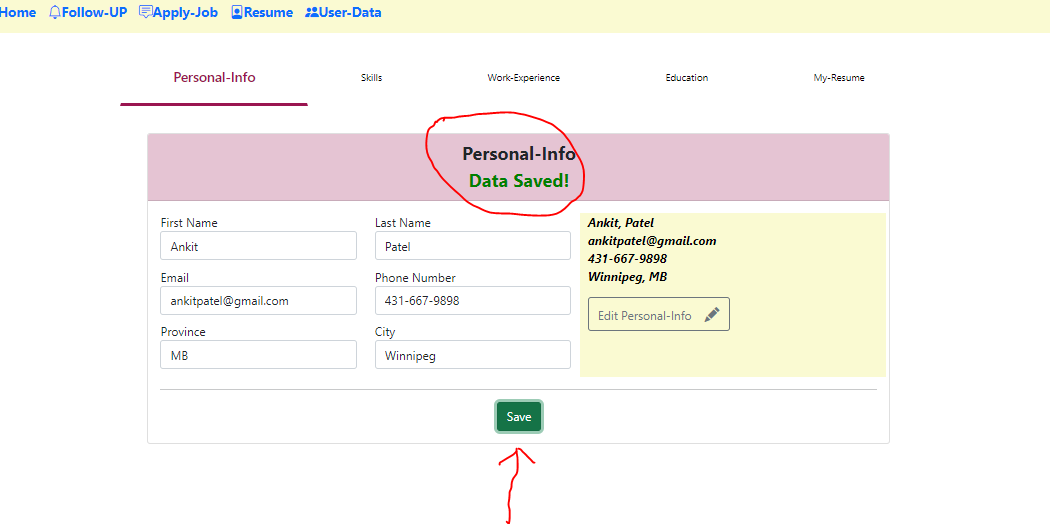 Home Follow-UP Apply-Job Resume User-Data
Personal-Info Skills Work-Experience Education My-Resume
Personal-Info
Data Saved!
First Name Last Name
Ankit Patel
Email Phone Number
ankitpatel@gmail.com 431-667-9898
Province City
MB Winnipeg
Ankit, Patel
ankitpatel@gmail.com
431-667-9898
Winnipeg, MB
Edit Personal-Info
Save